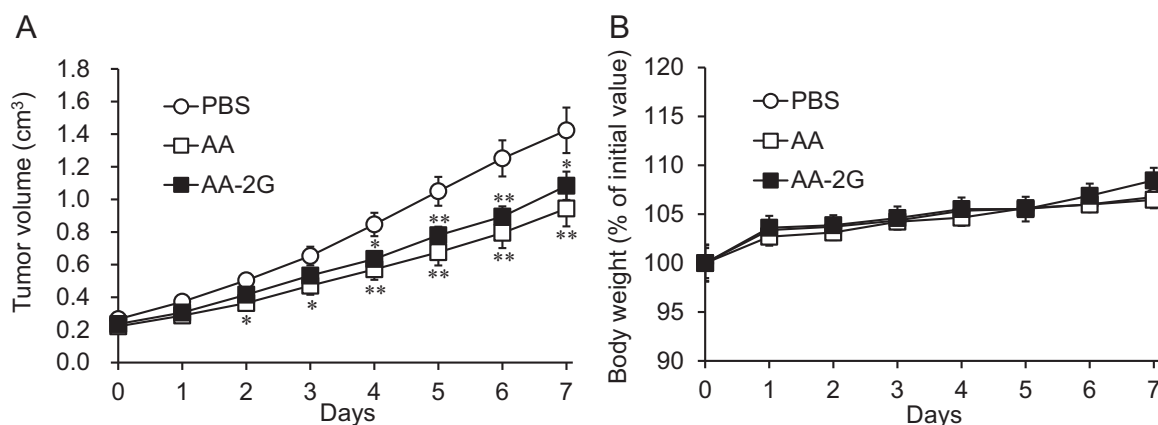 A
Tumor volume (cm³)
1.8
1.6
1.4
1.2
1.0
0.8
0.6
0.4
0.2
0.0
PBS
AA
AA-2G
*
*
*
**
**
**
**
**
*
**
0 1 2 3 4 5 6 7
Days
B
Body weight (% of initial value)
120
115
110
105
100
95
90
PBS
AA
AA-2G
0 1 2 3 4 5 6 7
Days